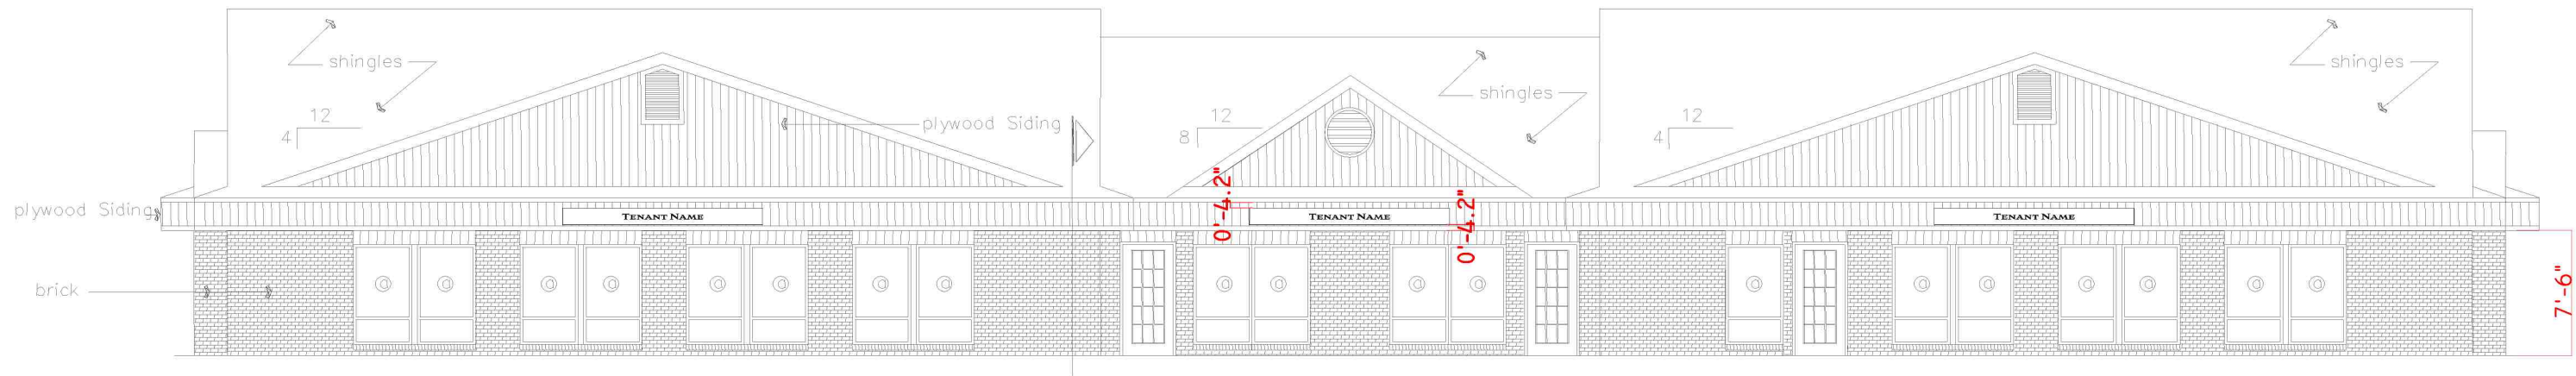 shingles
shingles
shingles
12
4
plywood Siding
12
8
12
4
plywood Siding
TENANT NAME
0'-4.2"
TENANT NAME
0'-4.2"
TENANT NAME
brick
@ @ @ @ @ @ @ @ @ @ @ @ @ @ @ @ @ @ @
7'-6"